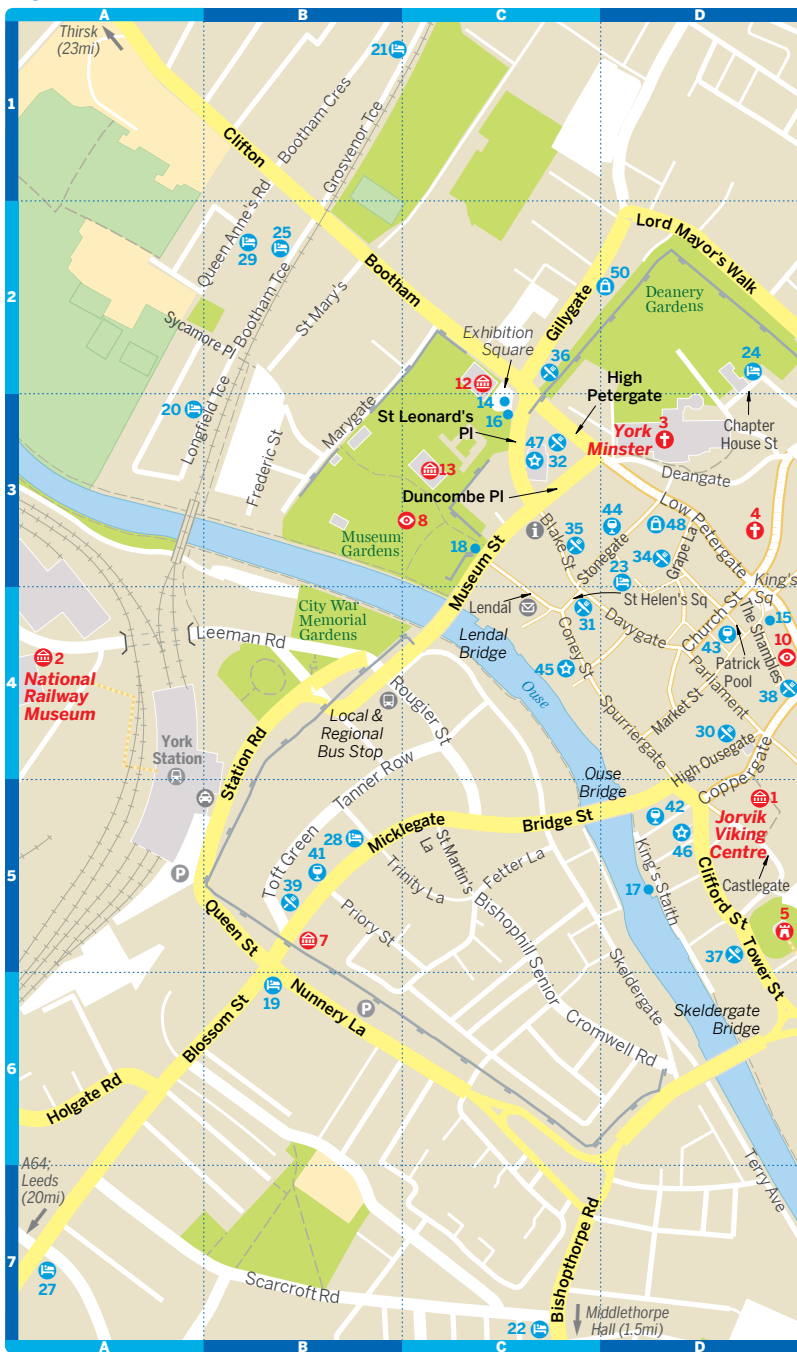 A
B
C
D
1
2
3
4
5
6
7
Thirsk
(23mi)
21
Clifton
Bootham Cres
Grosvenor Tce
Queen Anne's Rd
25
29
Bootham Tce
Bootham
Lord Mayor's Walk
50
Deanery
Gardens
Gillygate
St Mary's
Sycamore Pl
Exhibition
Square
36
24
12
High
Petergate
14
16
20
Longfield Tce
Marygate
St Leonard's
Pl
3
York
Minster
Chapter
House St
47
32
13
Frederic St
Deangate
Duncombe Pl
8
Museum
Gardens
18
Museum St
35
44
48
Low Petergate
4
Blake St
Stonegate
34
Grape La
23
King's
Sq
City War
Memorial
Gardens
Lendal
31
St Helen's Sq
Church St
The Shambles
15
Leeman Rd
Lendal
Bridge
Coney St
Davygate
43
Patrick
Pool
10
2
National
Railway
Museum
45
Parliament
38
Local &
Regional
Bus Stop
Rougier St
Ouse
Spurriergate
Market St
30
York
Station
Station Rd
Tanner Row
Ouse
Bridge
High Ousegate
Coppergate
1
Jorvik
Viking
Centre
28
Micklegate
Bridge St
42
46
Toft Green
41
39
Trinity La
St Martin's
La
Fetter La
King's Staith
Clifford St
Castlegate
P
17
5
Queen St
Priory St
Bishophill Senior
7
37
Tower St
Skeldergate
19
Nunnery La
P
Skeldergate
Bridge
Blossom St
Cromwell Rd
Holgate Rd
A64;
Leeds
(20mi)
Terry Ave
27
Scarcroft Rd
Bishopthorpe Rd
22
Middlethorpe
Hall (1.5mi)
A
B
C
D